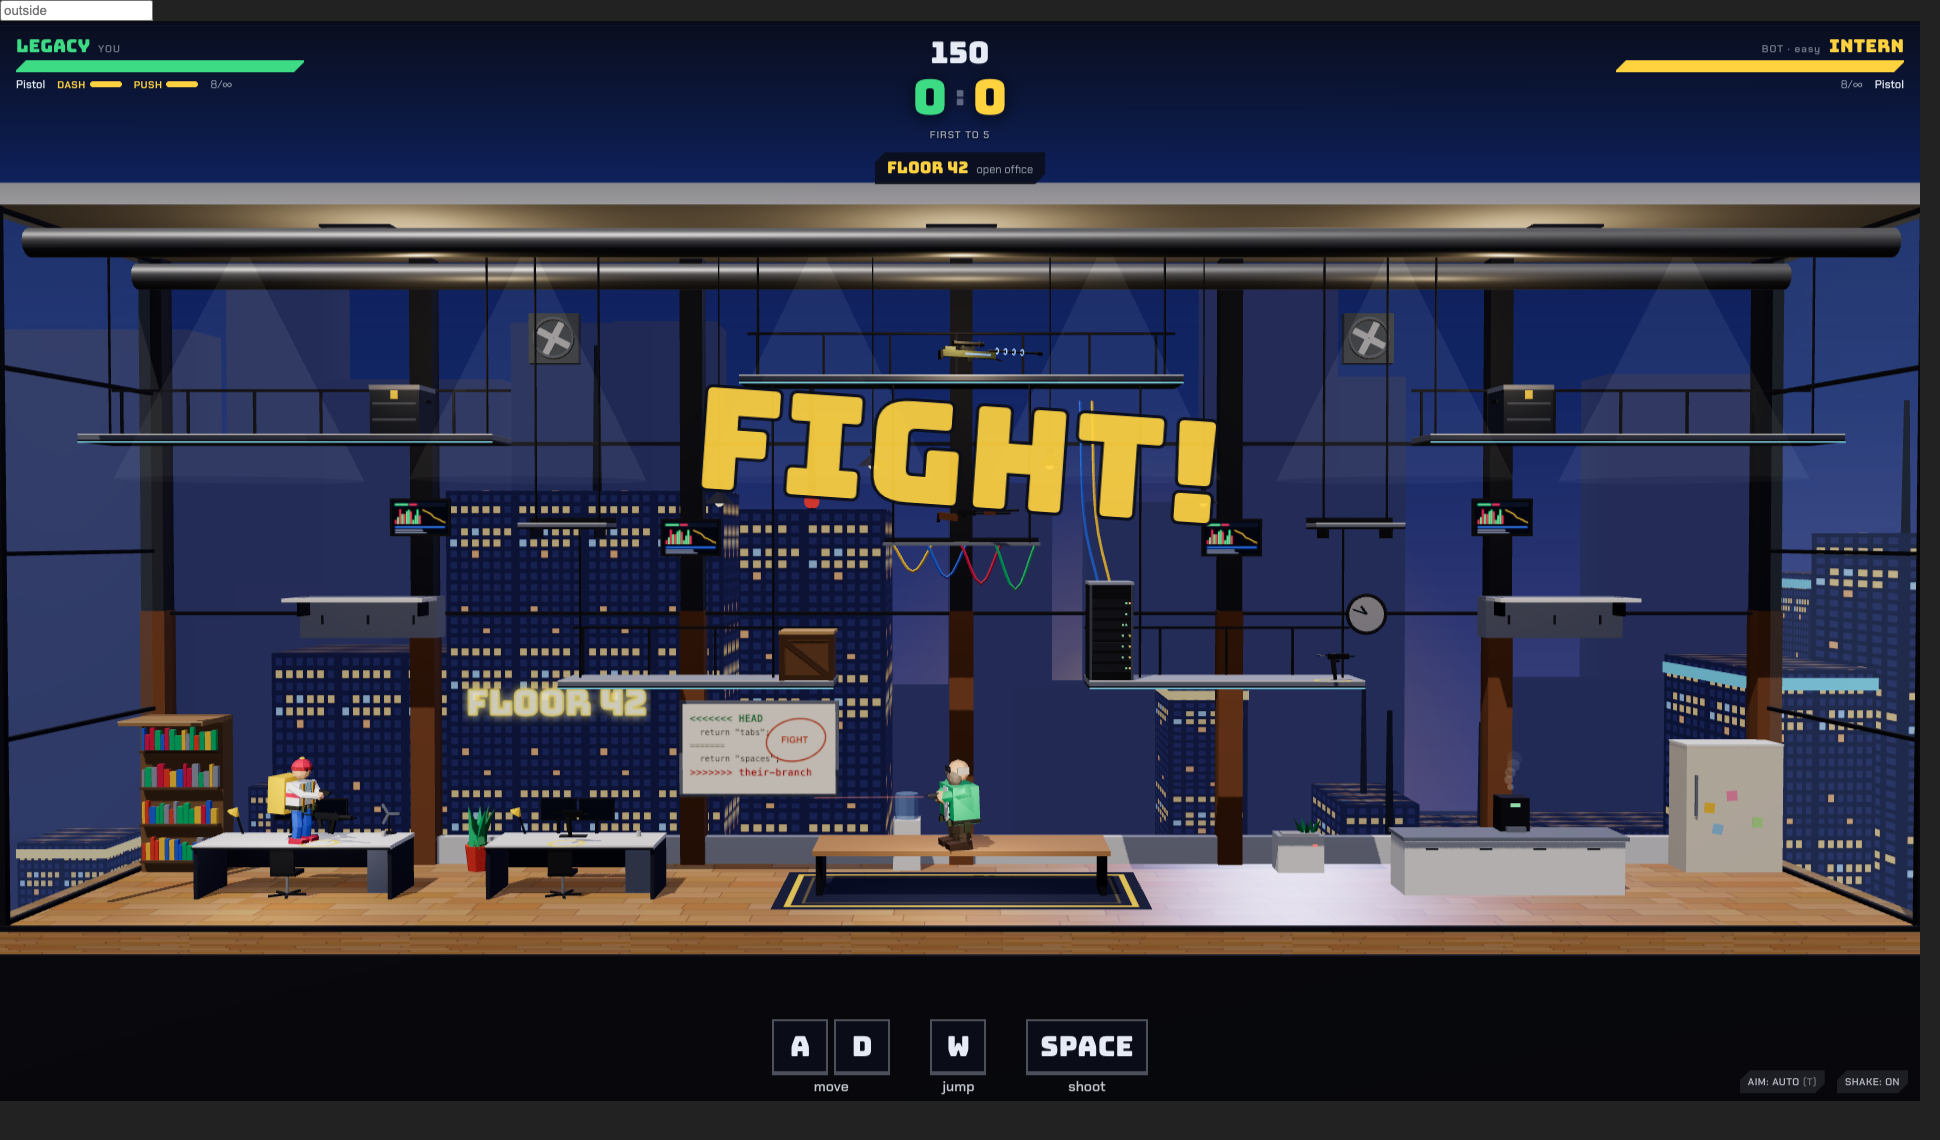 outside
LEGACY YOU
Pistol DASH PUSH 8/∞
150
0:0
FIRST TO 5
FLOOR 42 open office
BOT · easy INTERN
8/∞ Pistol
FIGHT!
FLOOR 42
<<<<<<< HEAD
return "tabs";
=======
return "spaces";
>>>>>>> their-branch
FIGHT
A D W SPACE
move jump shoot
AIM: AUTO (T) SHAKE: ON